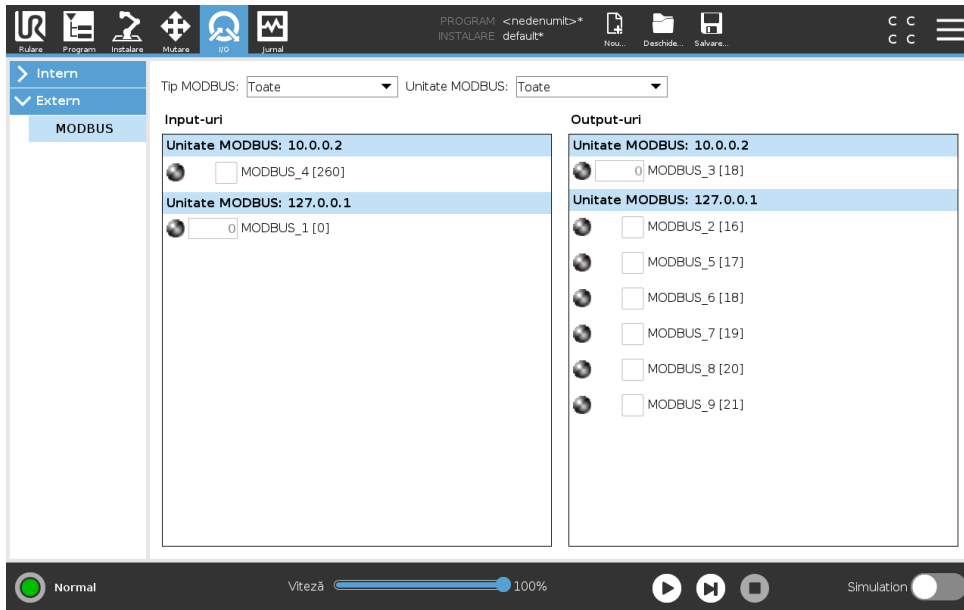 PROGRAM <nedenumit>*
INSTALARE default*
C C
C C
Rulare Program Instalare Mutare I/O Jurnal Nou... Deschide... Salvare...
Intern
Extern
MODBUS
Tip MODBUS: Toate Unitate MODBUS: Toate
Input-uri
Unitate MODBUS: 10.0.0.2
MODBUS_4 [260]
Unitate MODBUS: 127.0.0.1
0 MODBUS_1 [0]
Output-uri
Unitate MODBUS: 10.0.0.2
0 MODBUS_3 [18]
Unitate MODBUS: 127.0.0.1
MODBUS_2 [16]
MODBUS_5 [17]
MODBUS_6 [18]
MODBUS_7 [19]
MODBUS_8 [20]
MODBUS_9 [21]
Normal Viteză 100% Simulation